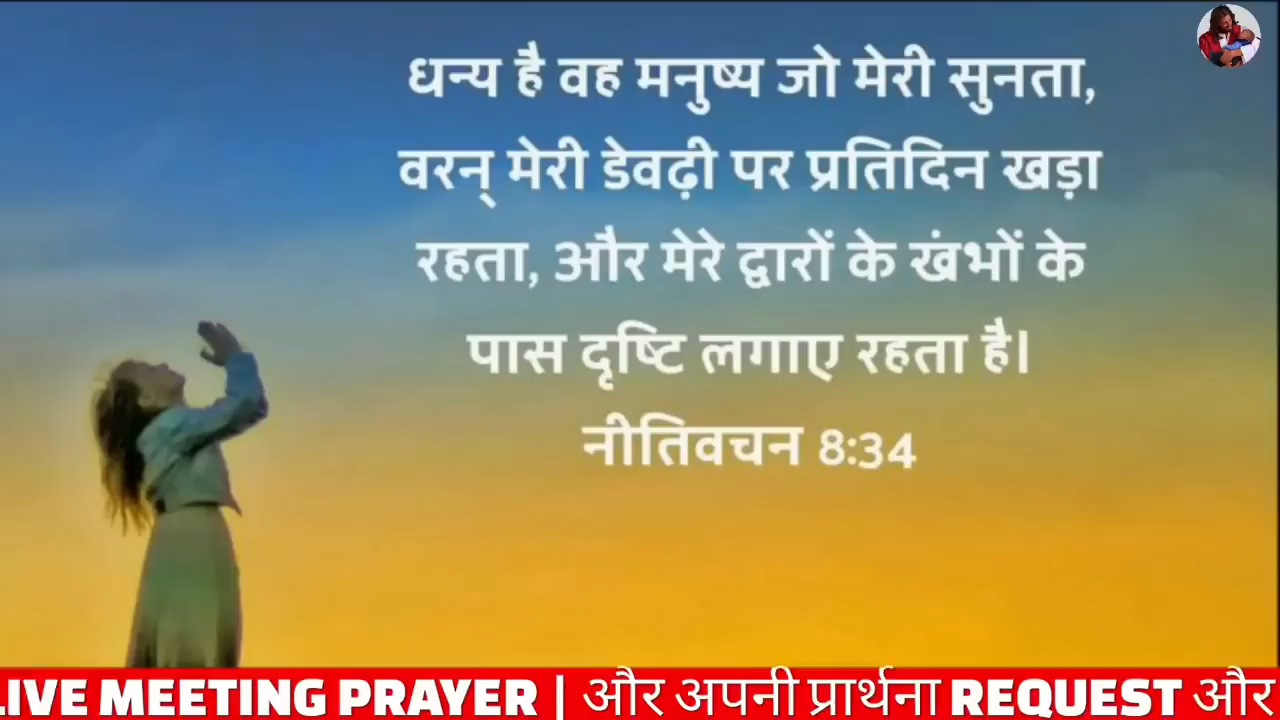 धन्य है वह मनुष्य जो मेरी सुनता,
वरन् मेरी डेवढ़ी पर प्रतिदिन खड़ा
रहता, और मेरे द्वारों के खंभों के
पास दृष्टि लगाए रहता है।
नीतिवचन 8:34
LIVE MEETING PRAYER | और अपनी प्रार्थना REQUEST और